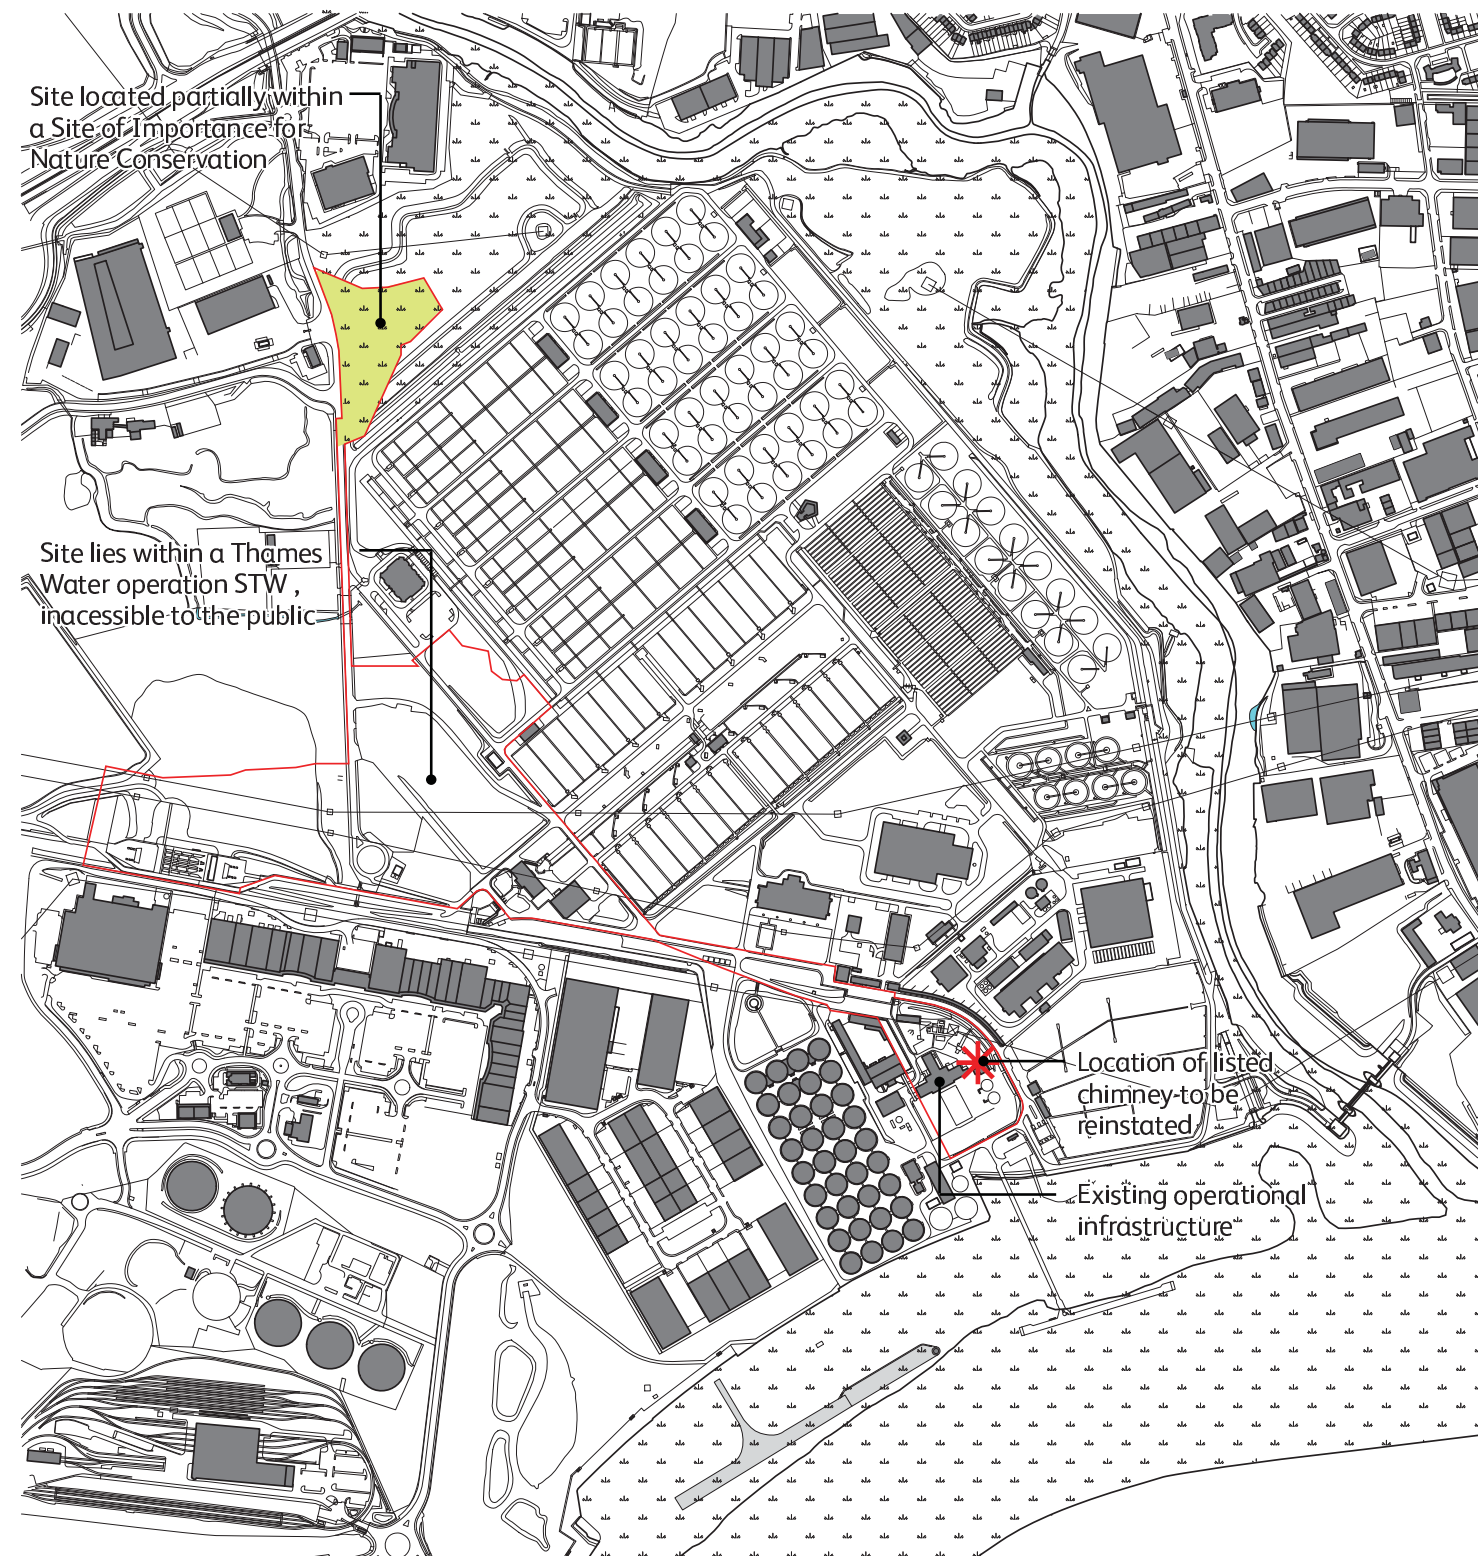 Site located partially within
a Site of Importance for
Nature Conservation
Site lies within a Thames
Water operation STW ,
inacessible to the public
Location of listed
chimney to be
reinstated
Existing operational
infrastructure